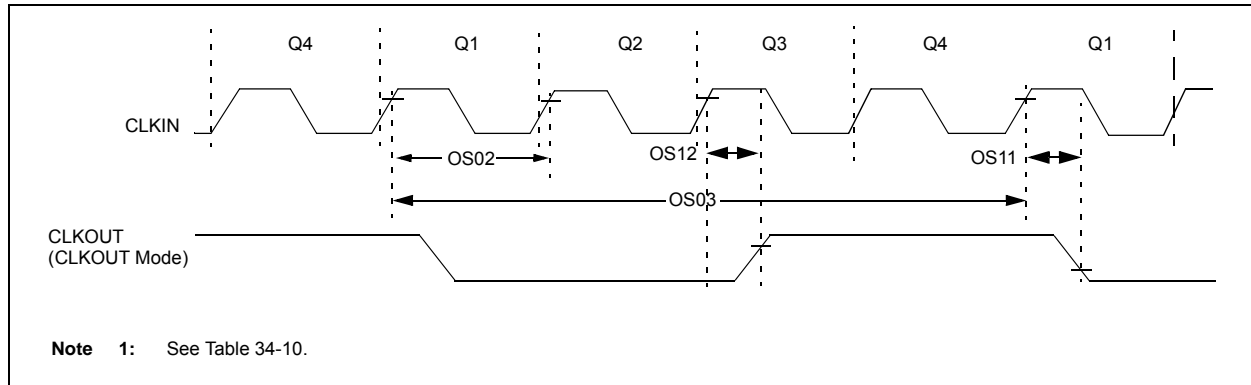 Q4 Q1 Q2 Q3 Q4 Q1
CLKIN
OS02
OS12
OS11
OS03
CLKOUT
(CLKOUT Mode)
Note 1: See Table 34-10.